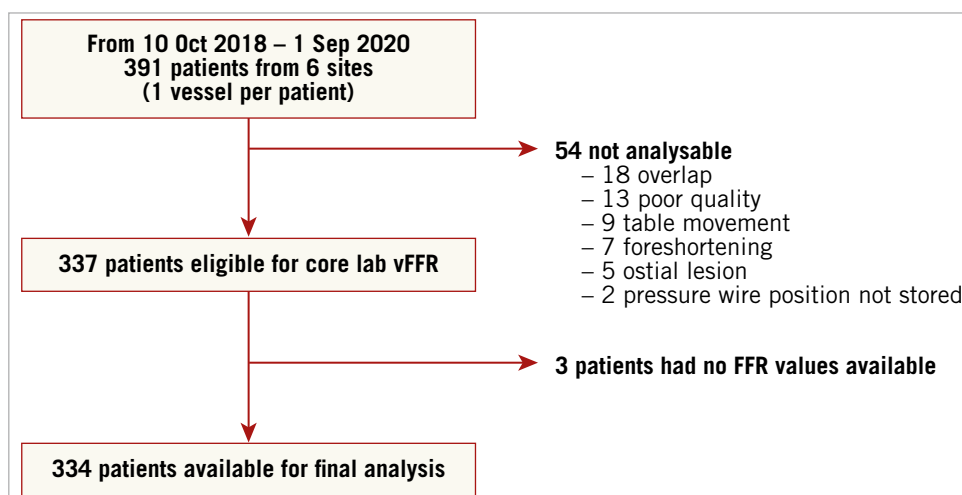 From 10 Oct 2018 – 1 Sep 2020
391 patients from 6 sites
(1 vessel per patient)
54 not analysable
– 18 overlap
– 13 poor quality
– 9 table movement
– 7 foreshortening
– 5 ostial lesion
– 2 pressure wire position not stored
337 patients eligible for core lab vFFR
3 patients had no FFR values available
334 patients available for final analysis